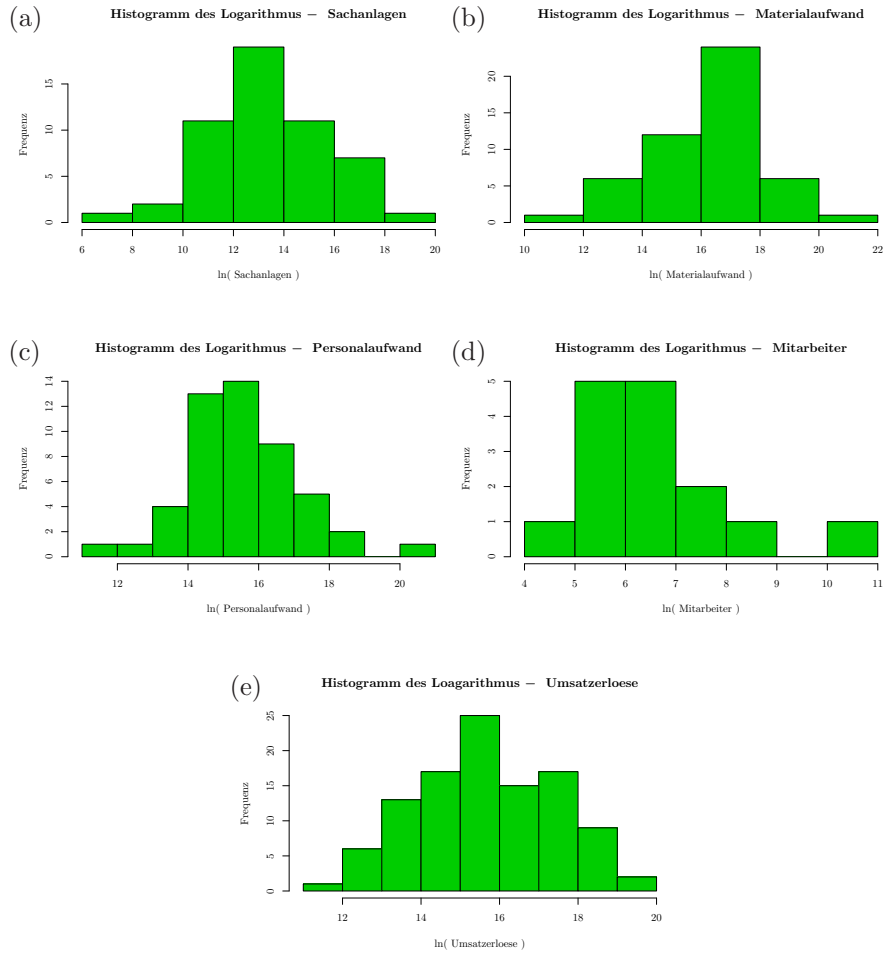 (a)
Histogramm des Logarithmus − Sachanlagen
Frequenz
0 5 10 15
6 8 10 12 14 16 18 20
ln( Sachanlagen )
(b)
Histogramm des Logarithmus − Materialaufwand
Frequenz
0 5 10 15 20
10 12 14 16 18 20 22
ln( Materialaufwand )
(c)
Histogramm des Logarithmus − Personalaufwand
Frequenz
0 2 4 6 8 10 12 14
12 14 16 18 20
ln( Personalaufwand )
(d)
Histogramm des Logarithmus − Mitarbeiter
Frequenz
0 1 2 3 4 5
4 5 6 7 8 9 10 11
ln( Mitarbeiter )
(e)
Histogramm des Loagarithmus − Umsatzerloese
Frequenz
0 5 10 15 20 25
12 14 16 18 20
ln( Umsatzerloese )